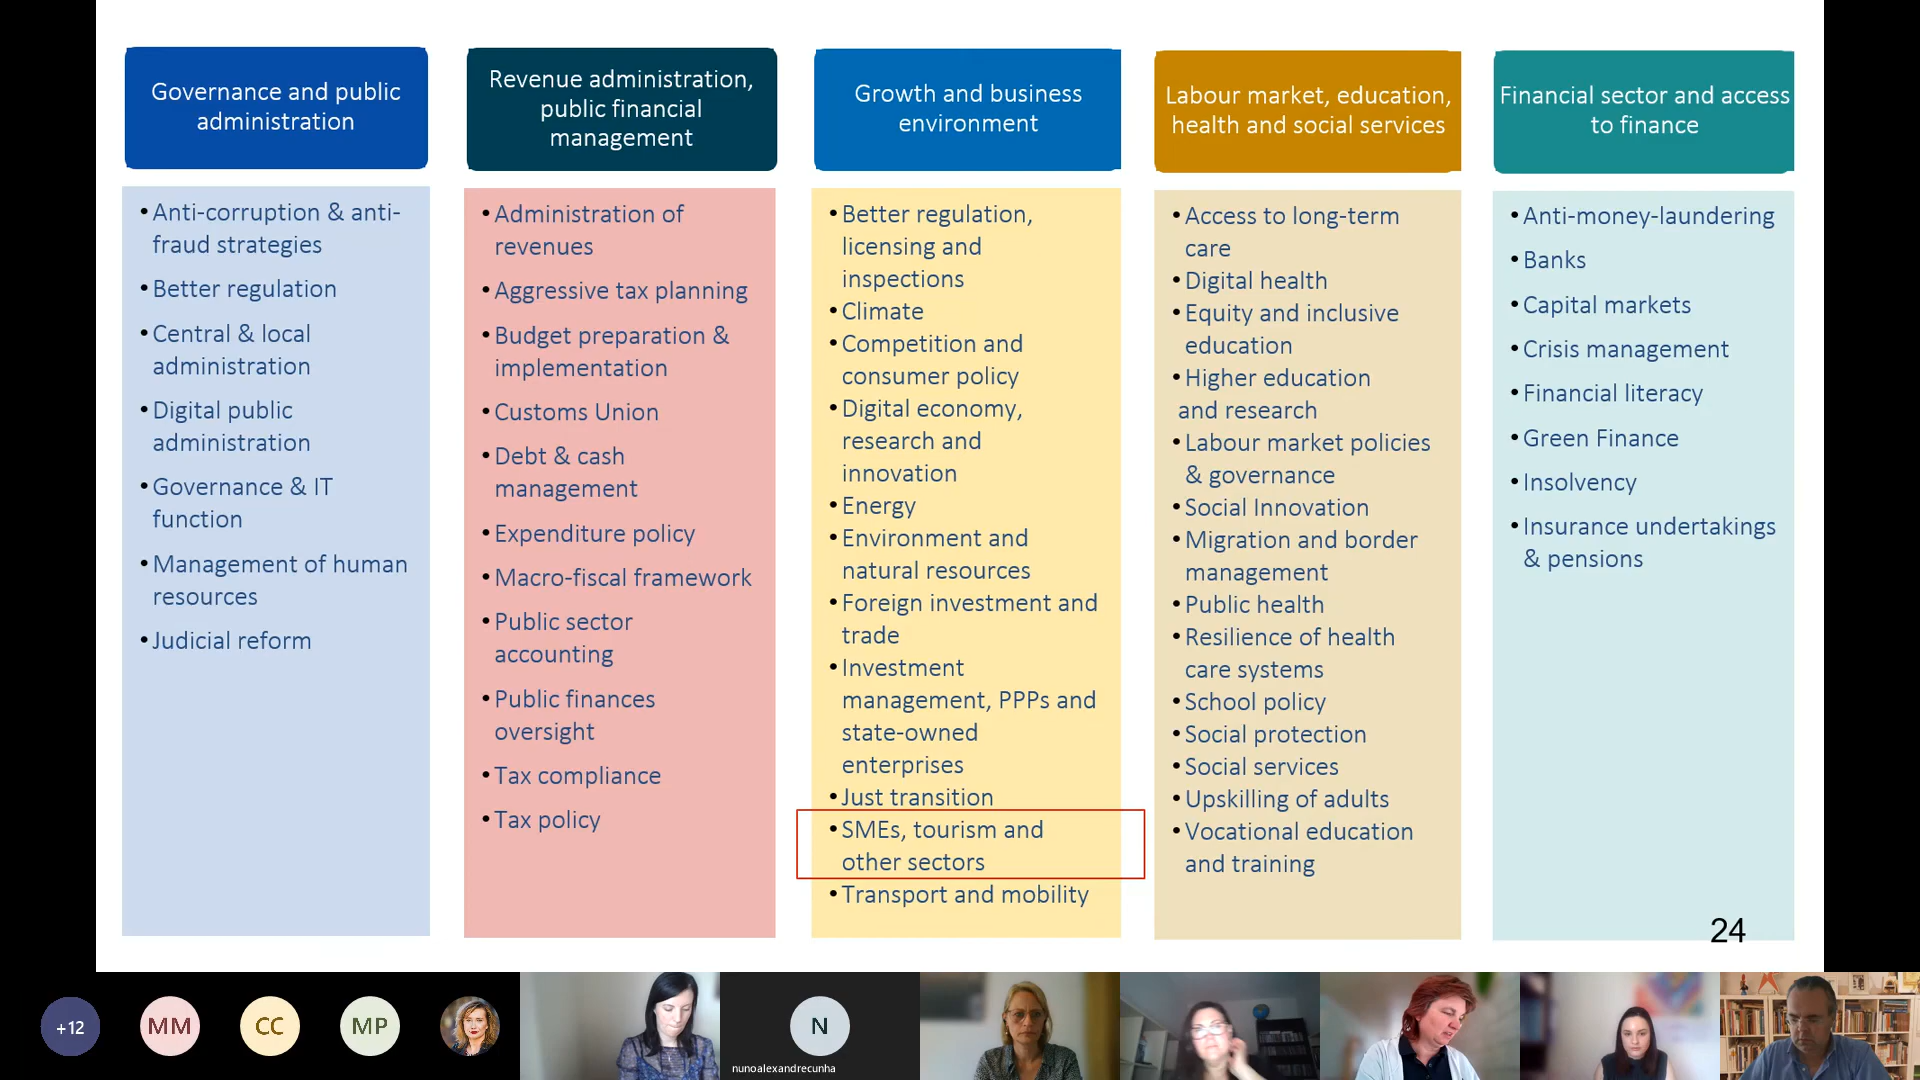 Governance and public
administration
• Anti-corruption & anti-
fraud strategies
• Better regulation
• Central & local
administration
• Digital public
administration
• Governance & IT
function
• Management of human
resources
• Judicial reform
Revenue administration,
public financial
management
• Administration of
revenues
• Aggressive tax planning
• Budget preparation &
implementation
• Customs Union
• Debt & cash
management
• Expenditure policy
• Macro-fiscal framework
• Public sector
accounting
• Public finances
oversight
• Tax compliance
• Tax policy
Growth and business
environment
• Better regulation,
licensing and
inspections
• Climate
• Competition and
consumer policy
• Digital economy,
research and
innovation
• Energy
• Environment and
natural resources
• Foreign investment and
trade
• Investment
management, PPPs and
state-owned
enterprises
• Just transition
• SMEs, tourism and
other sectors
• Transport and mobility
Labour market, education,
health and social services
• Access to long-term
care
• Digital health
• Equity and inclusive
education
• Higher education
and research
• Labour market policies
& governance
• Social Innovation
• Migration and border
management
• Public health
• Resilience of health
care systems
• School policy
• Social protection
• Social services
• Upskilling of adults
• Vocational education
and training
Financial sector and access
to finance
• Anti-money-laundering
• Banks
• Capital markets
• Crisis management
• Financial literacy
• Green Finance
• Insolvency
• Insurance undertakings
& pensions
24
+12
MM
CC
MP
N
nunoalexandrecunha